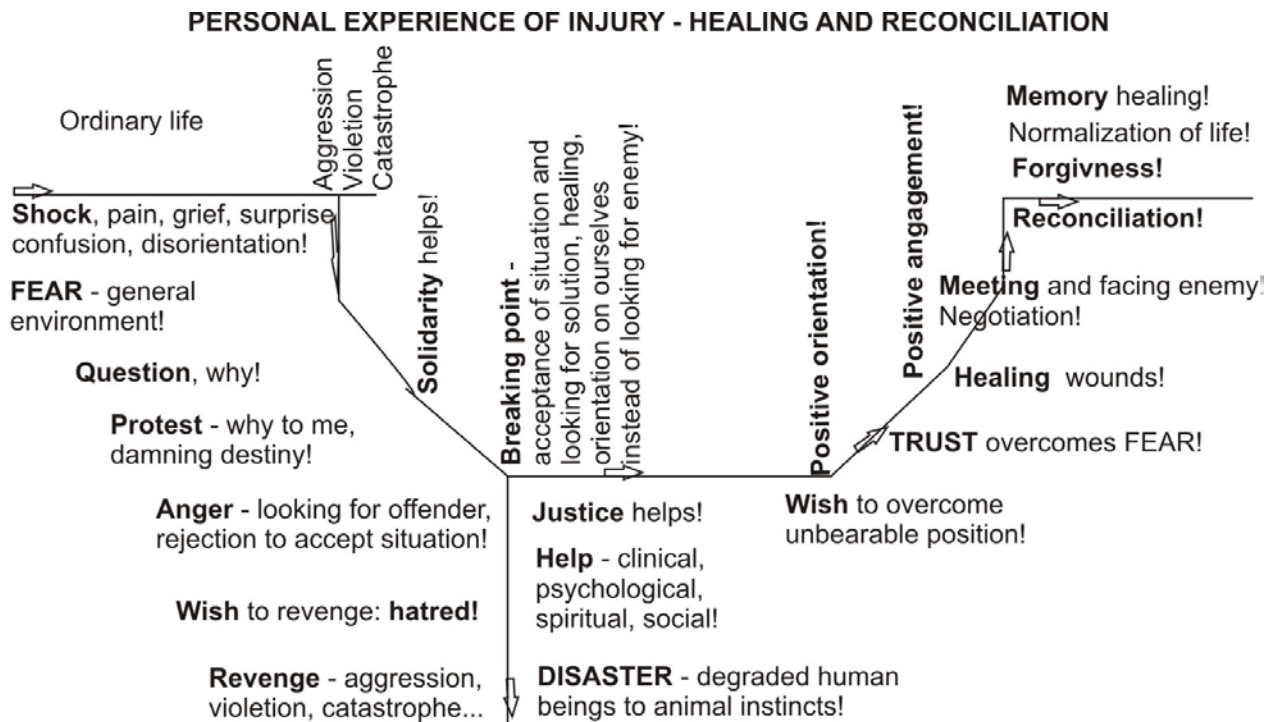 PERSONAL EXPERIENCE OF INJURY - HEALING AND RECONCILIATION
Ordinary life
Aggression
Violetion
Catastrophe
Shock, pain, grief, surprise,
confusion, disorientation!
FEAR - general
environment!
Question, why!
Protest - why to me,
damning destiny!
Anger - looking for offender,
rejection to accept situation!
Wish to revenge: hatred!
Revenge - aggression,
violetion, catastrophe...
Solidarity helps!
Breaking point -
acceptance of situation and
looking for solution, healing,
orientation on ourselves
instead of looking for enemy!
Justice helps!
Help - clinical,
psychological,
spiritual, social!
DISASTER - degraded human
beings to animal instincts!
Positive orientation!
Wish to overcome
unbearable position!
Positive angagement!
TRUST overcomes FEAR!
Healing wounds!
Meeting and facing enemy!
Negotiation!
Memory healing!
Normalization of life!
Forgivness!
Reconciliation!